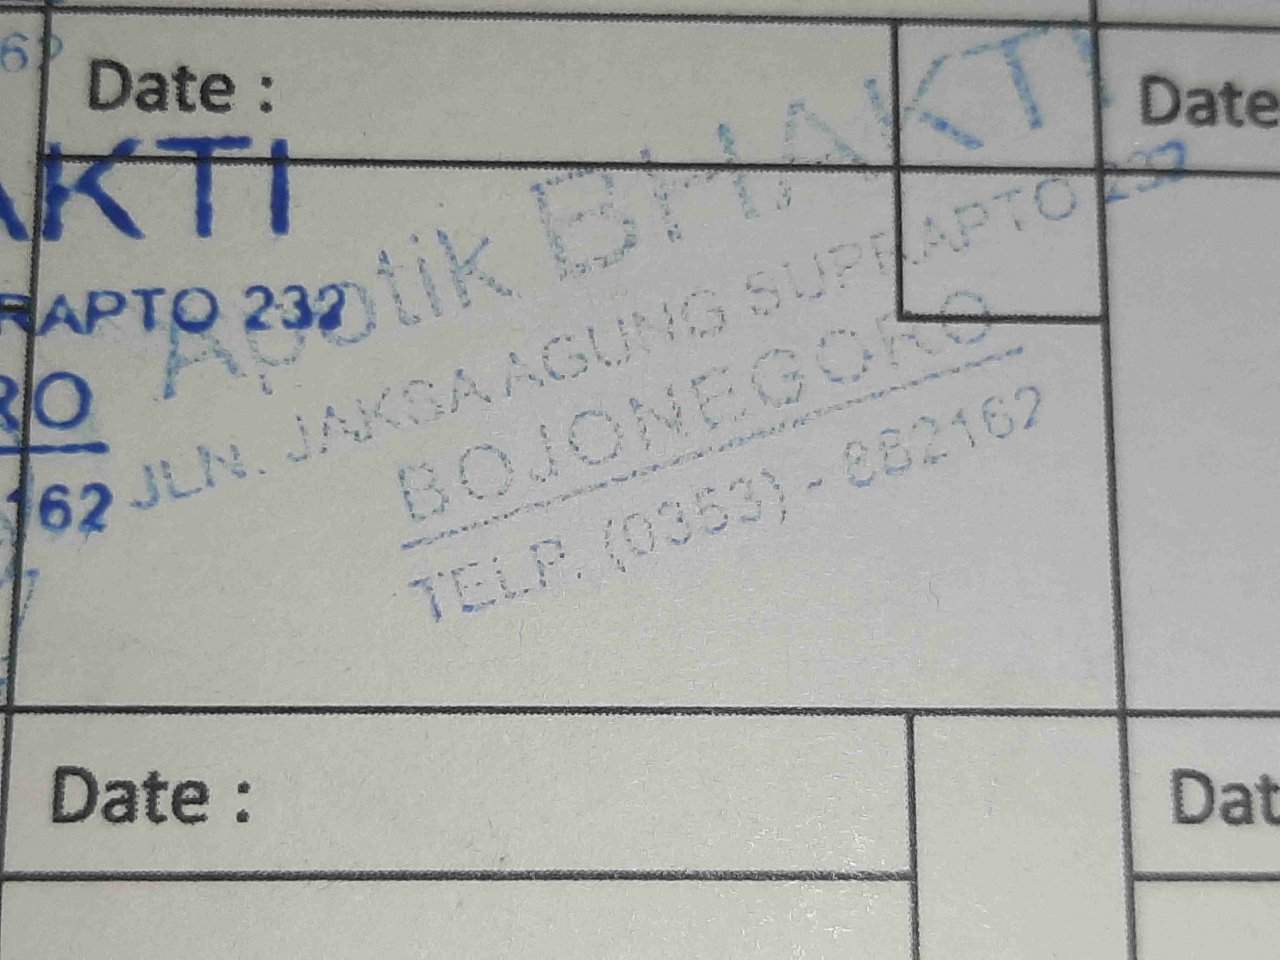 62
Date :
Date
AKTI
RAPTO 232
RO
162
Apotik BHAKTI
JLN. JAKSA AGUNG SUPRAPTO 232
BOJONEGORO
TELP. (0353) - 882162
Date :
Dat